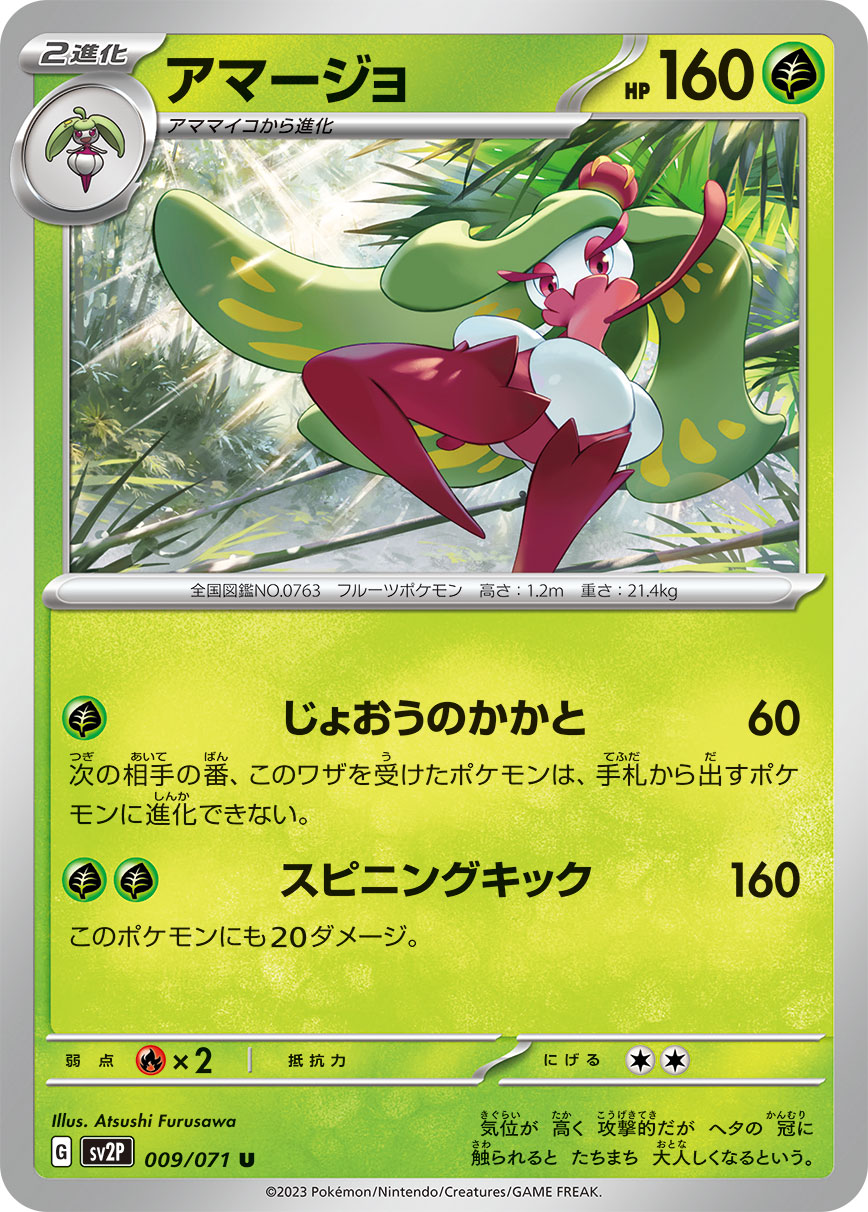 2進化
アマージョ
HP 160
アママイコから進化
全国図鑑NO.0763 フルーツポケモン 高さ:1.2m 重さ:21.4kg
じょおうのかかと 60
次の相手の番、このワザを受けたポケモンは、手札から出すポケ
モンに進化できない。
スピニングキック 160
このポケモンにも20ダメージ。
弱点 ×2 抵抗力 にげる
Illus. Atsushi Furusawa
G sv2P 009/071 U
気位が 高く 攻撃的だが ヘタの 冠に
触られると たちまち 大人しくなるという。
©2023 Pokémon/Nintendo/Creatures/GAME FREAK.